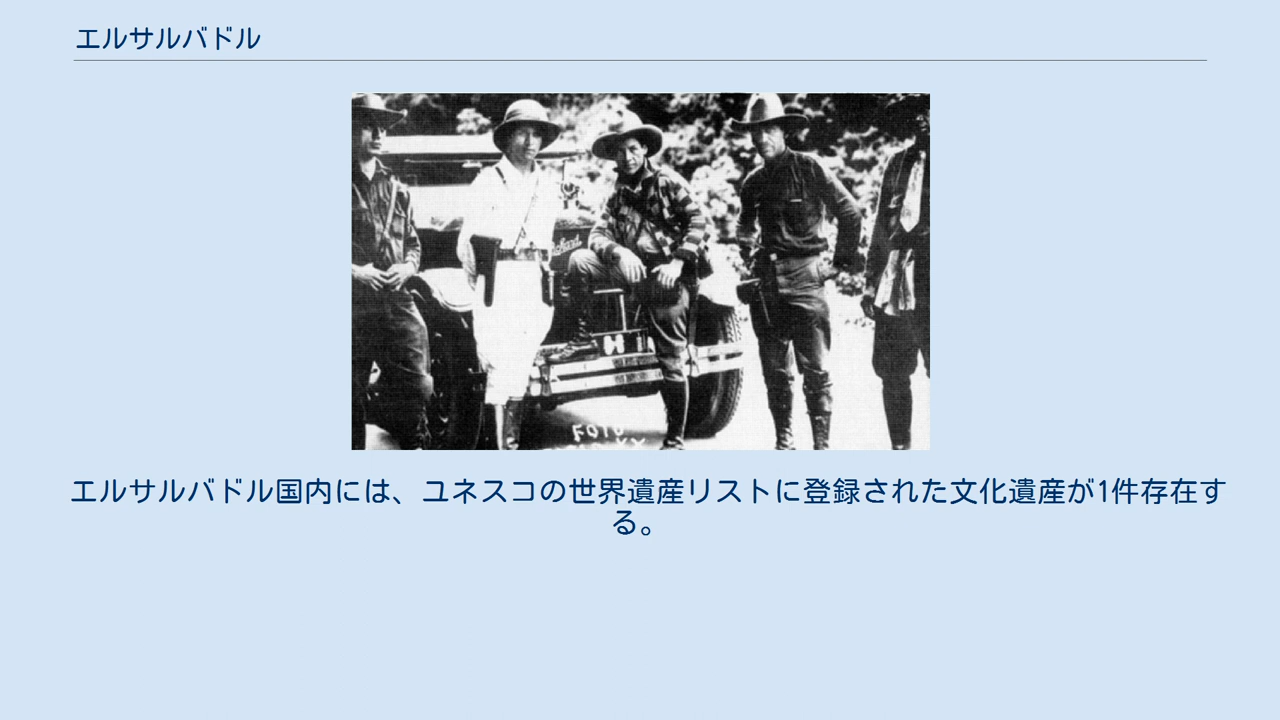 エルサルバドル
FOTO
エルサルバドル国内には、ユネスコの世界遺産リストに登録された文化遺産が1件存在す
る。